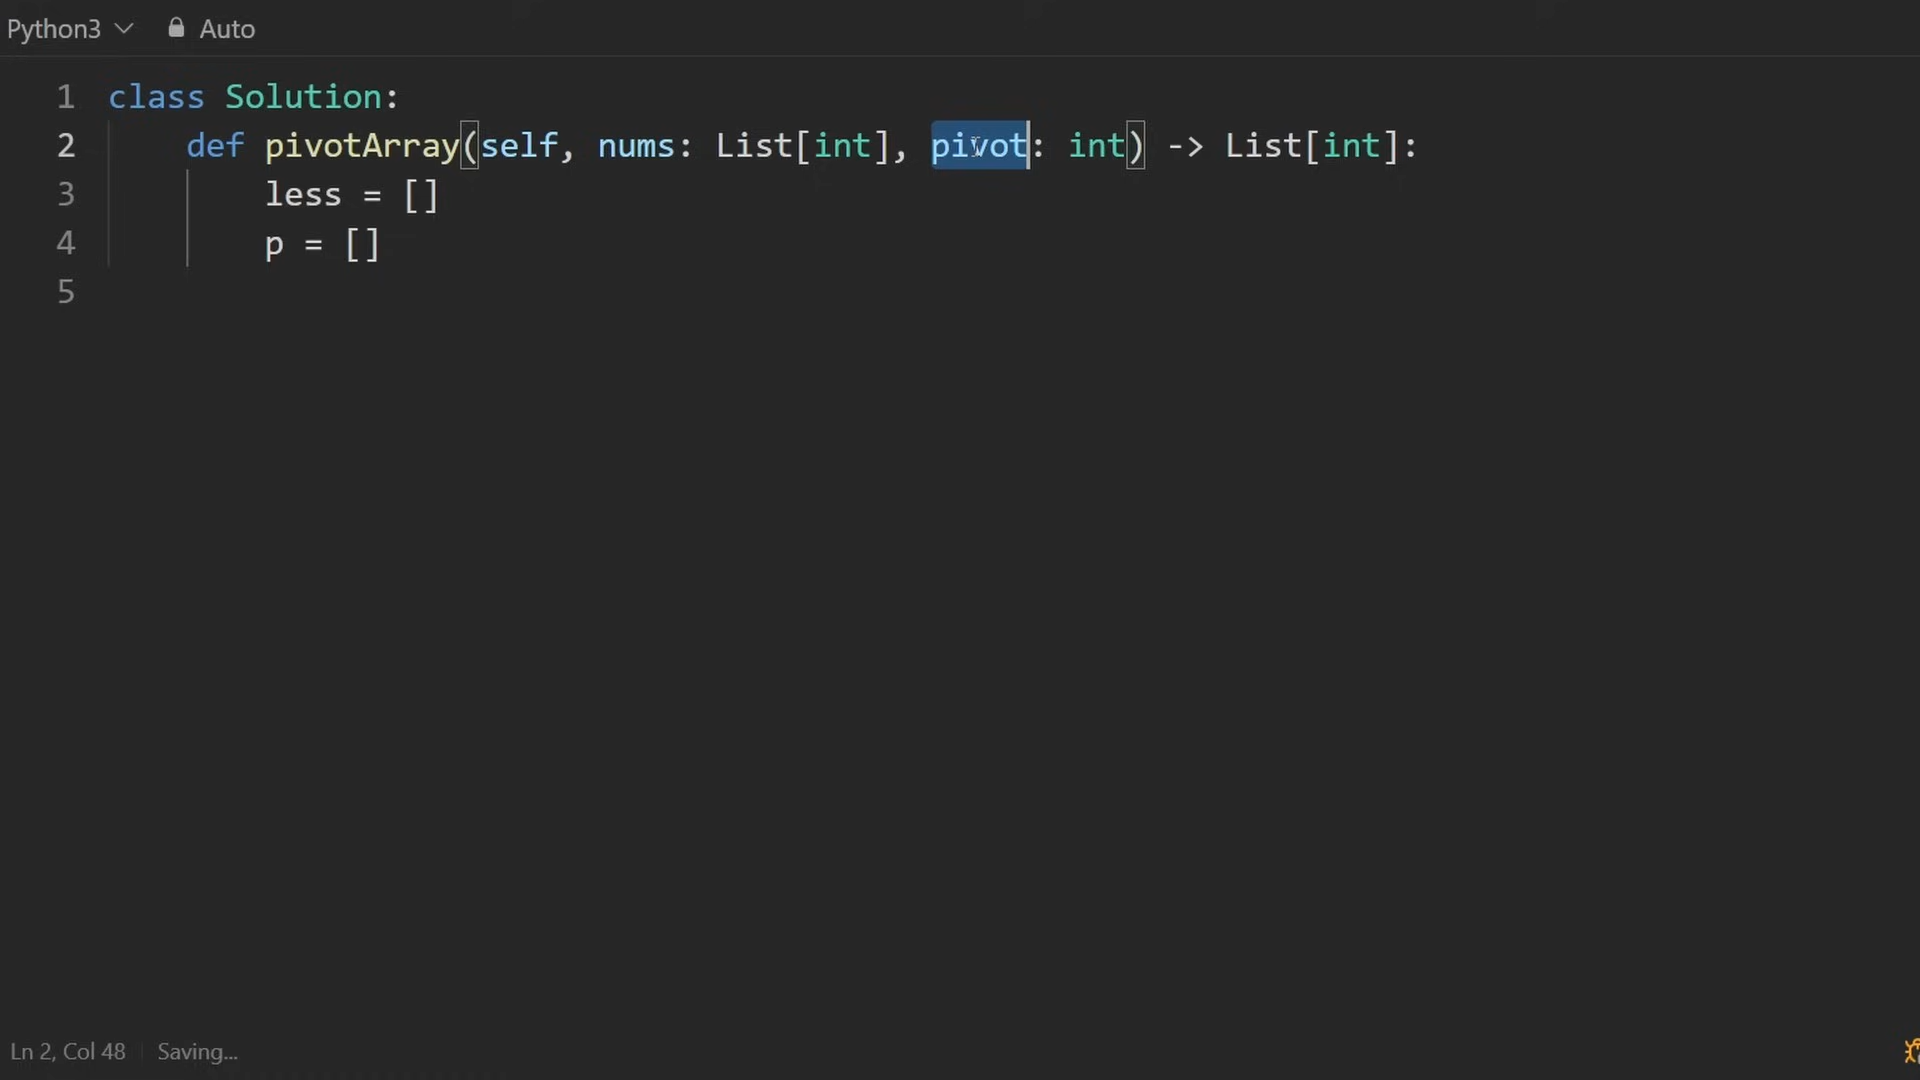 Python3 Auto
1 class Solution:
2 def pivotArray(self, nums: List[int], pivot: int) -> List[int]:
3 less = []
4 p = []
5
Ln 2, Col 48 Saving...